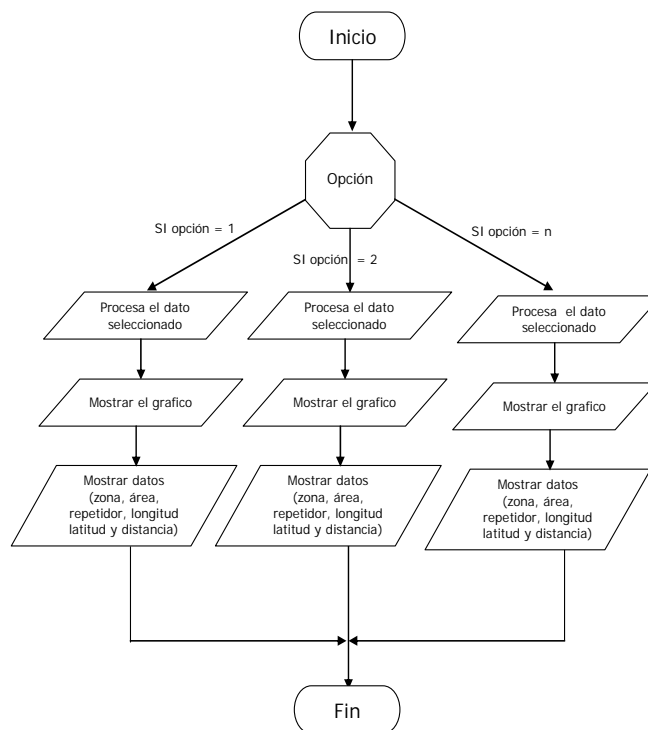 Inicio
Opción
SI opción = 1
SI opción = 2
SI opción = n
Procesa el dato
seleccionado
Mostrar el grafico
Mostrar datos
(zona, área,
repetidor, longitud
latitud y distancia)
Procesa el dato
seleccionado
Mostrar el grafico
Mostrar datos
(zona, área,
repetidor, longitud
latitud y distancia)
Procesa el dato
seleccionado
Mostrar el grafico
Mostrar datos
(zona, área,
repetidor, longitud
latitud y distancia)
Fin